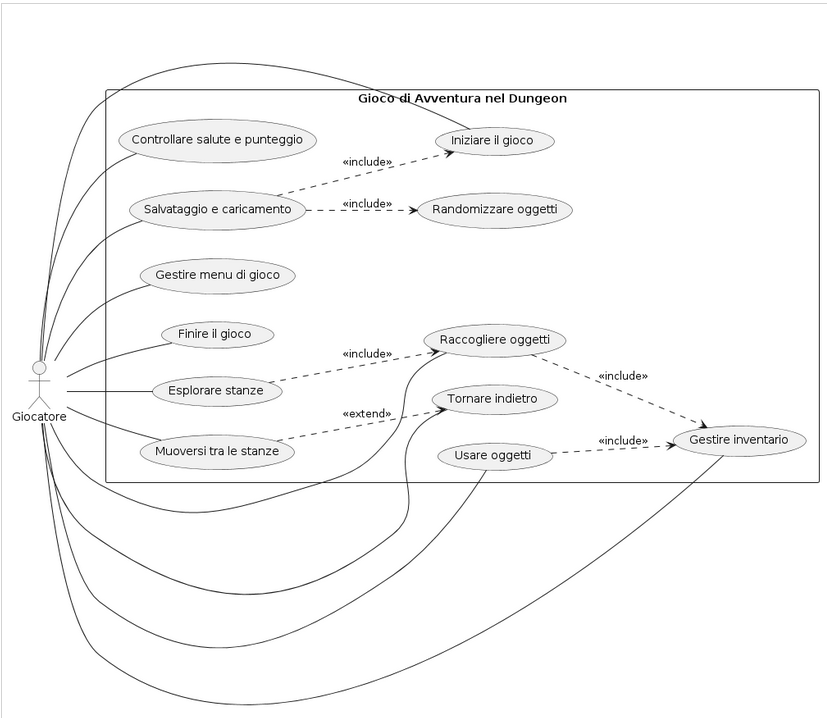 Gioco di Avventura nel Dungeon
Controllare salute e punteggio
Iniziare il gioco
«include»
Salvataggio e caricamento
«include»
Randomizzare oggetti
Gestire menu di gioco
Finire il gioco
Raccogliere oggetti
«include»
Esplorare stanze
«include»
Tornare indietro
«extend»
Giocatore
Muoversi tra le stanze
Usare oggetti
«include»
Gestire inventario